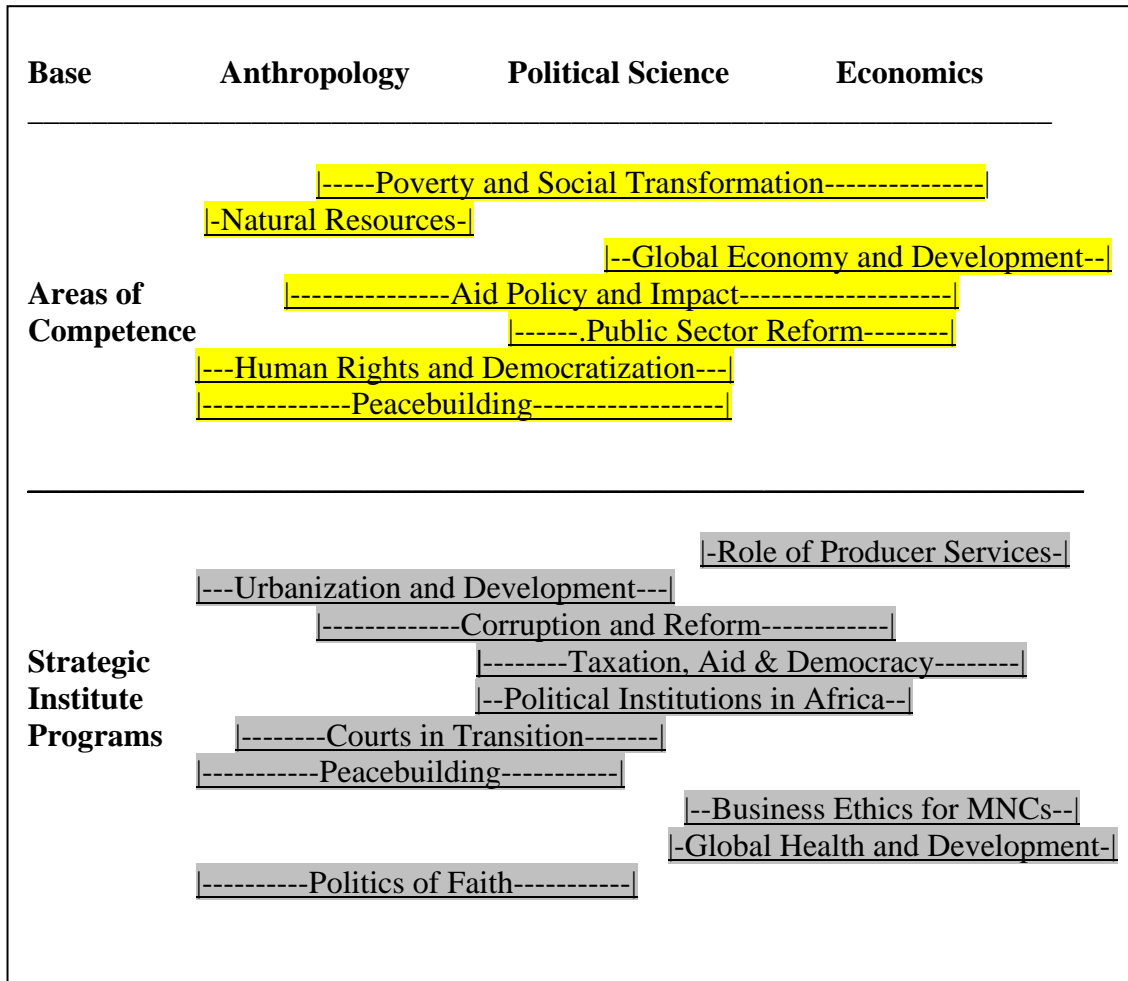 Base Anthropology Political Science Economics
|-----Poverty and Social Transformation---------------|
|-Natural Resources-|
|--Global Economy and Development--|
Areas of |---------------Aid Policy and Impact--------------------|
Competence |------.Public Sector Reform--------|
|---Human Rights and Democratization---|
|--------------Peacebuilding------------------|
|-Role of Producer Services-|
|---Urbanization and Development---|
|-------------Corruption and Reform------------|
Strategic |--------Taxation, Aid & Democracy--------|
Institute |--Political Institutions in Africa--|
Programs |--------Courts in Transition-------|
|-----------Peacebuilding-----------|
|--Business Ethics for MNCs--|
|-Global Health and Development-|
|----------Politics of Faith-----------|